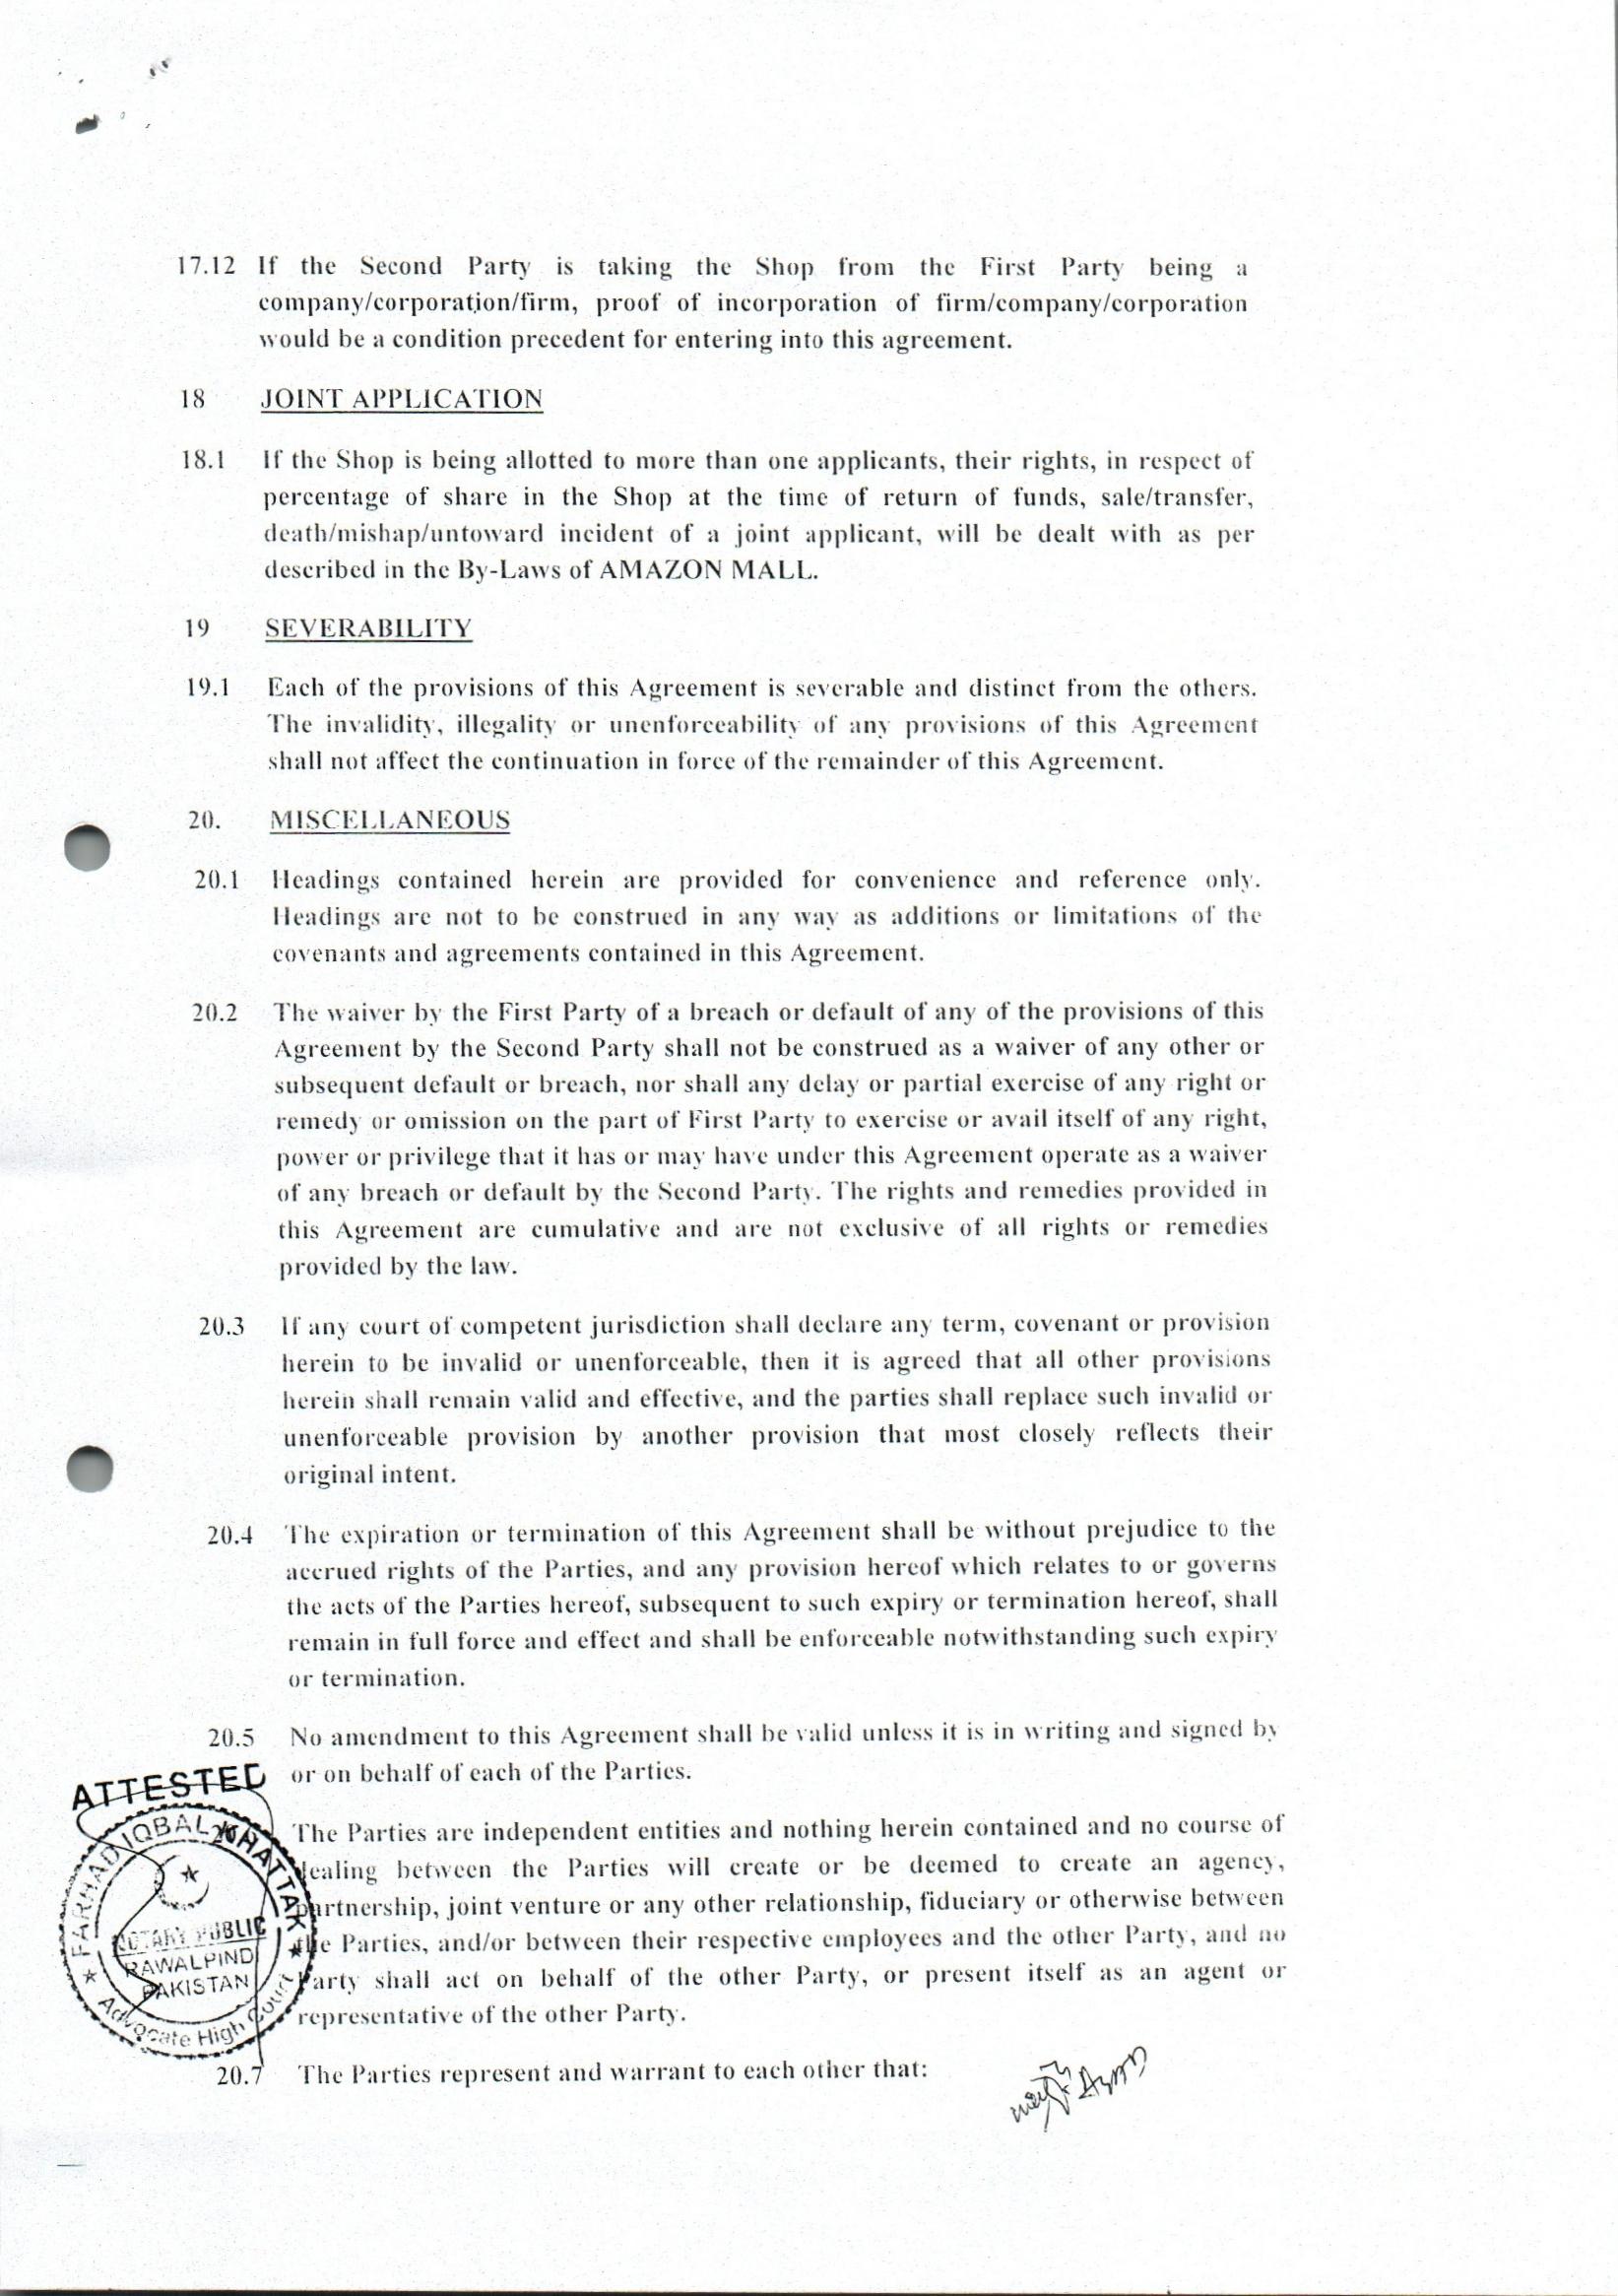 17.12 If the Second Party is taking the Shop from the First Party being a
company/corporation/firm, proof of incorporation of firm/company/corporation
would be a condition precedent for entering into this agreement.
18 JOINT APPLICATION
18.1 If the Shop is being allotted to more than one applicants, their rights, in respect of
percentage of share in the Shop at the time of return of funds, sale/transfer,
death/mishap/untoward incident of a joint applicant, will be dealt with as per
described in the By-Laws of AMAZON MALL.
19 SEVERABILITY
19.1 Each of the provisions of this Agreement is severable and distinct from the others.
The invalidity, illegality or unenforceability of any provisions of this Agreement
shall not affect the continuation in force of the remainder of this Agreement.
20. MISCELLANEOUS
20.1 Headings contained herein are provided for convenience and reference only.
Headings are not to be construed in any way as additions or limitations of the
covenants and agreements contained in this Agreement.
20.2 The waiver by the First Party of a breach or default of any of the provisions of this
Agreement by the Second Party shall not be construed as a waiver of any other or
subsequent default or breach, nor shall any delay or partial exercise of any right or
remedy or omission on the part of First Party to exercise or avail itself of any right,
power or privilege that it has or may have under this Agreement operate as a waiver
of any breach or default by the Second Party. The rights and remedies provided in
this Agreement are cumulative and are not exclusive of all rights or remedies
provided by the law.
20.3 If any court of competent jurisdiction shall declare any term, covenant or provision
herein to be invalid or unenforceable, then it is agreed that all other provisions
herein shall remain valid and effective, and the parties shall replace such invalid or
unenforceable provision by another provision that most closely reflects their
original intent.
20.4 The expiration or termination of this Agreement shall be without prejudice to the
accrued rights of the Parties, and any provision hereof which relates to or governs
the acts of the Parties hereof, subsequent to such expiry or termination hereof, shall
remain in full force and effect and shall be enforceable notwithstanding such expiry
or termination.
20.5 No amendment to this Agreement shall be valid unless it is in writing and signed by
or on behalf of each of the Parties.
ATTESTED
FARHAD IQBAL KHATTAK
NOTARY PUBLIC
RAWALPINDI
PAKISTAN
Advocate High Court
The Parties are independent entities and nothing herein contained and no course of
dealing between the Parties will create or be deemed to create an agency,
partnership, joint venture or any other relationship, fiduciary or otherwise between
the Parties, and/or between their respective employees and the other Party, and no
Party shall act on behalf of the other Party, or present itself as an agent or
representative of the other Party.
20.7 The Parties represent and warrant to each other that: